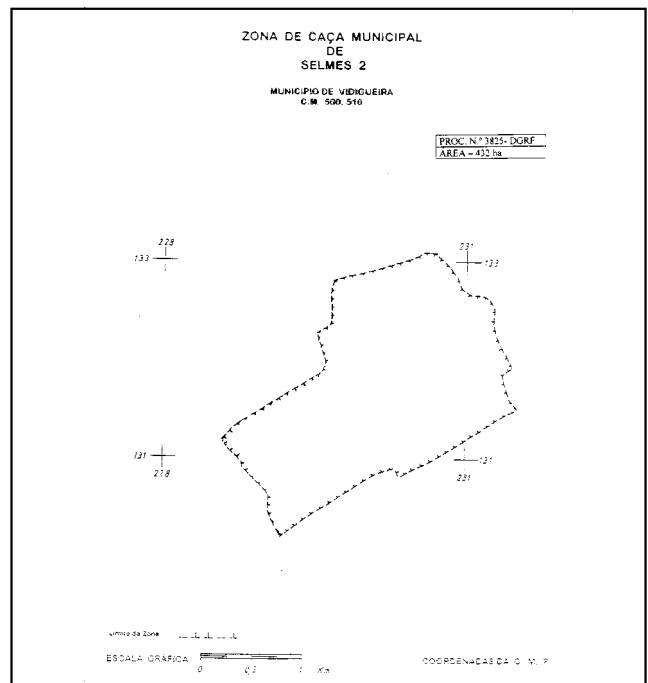 ZONA DE CAÇA MUNICIPAL
DE
SELMES 2
MUNICIPIO DE VIDIGUEIRA
C.M. 500. 510
PROC. N.º 3825- DGRF
AREA – 432 ha
228
133
231
133
131
228
131
231
Limite da Zona
ESCALA GRÁFICA
0 0,5 1 Km
COORDENADAS DA C. M. P